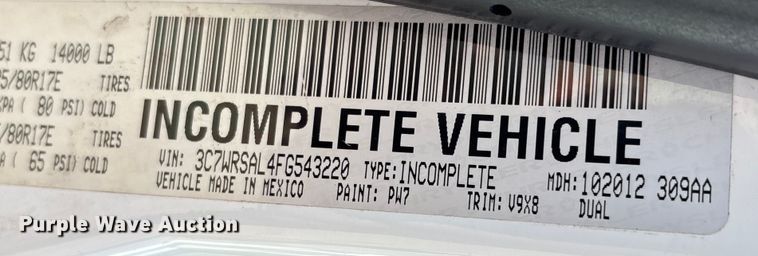 51 KG 14000 LB
5/80R17E TIRES
KPA ( 80 PSI) COLD
/80R17E TIRES
A ( 65 PSI) COLD
INCOMPLETE VEHICLE
VIN: 3C7WRSAL4FG543220 TYPE: INCOMPLETE MDH: 102012 309AA
VEHICLE MADE IN MEXICO PAINT: PW7 TRIM: V9X8 DUAL
Purple Wave Auction